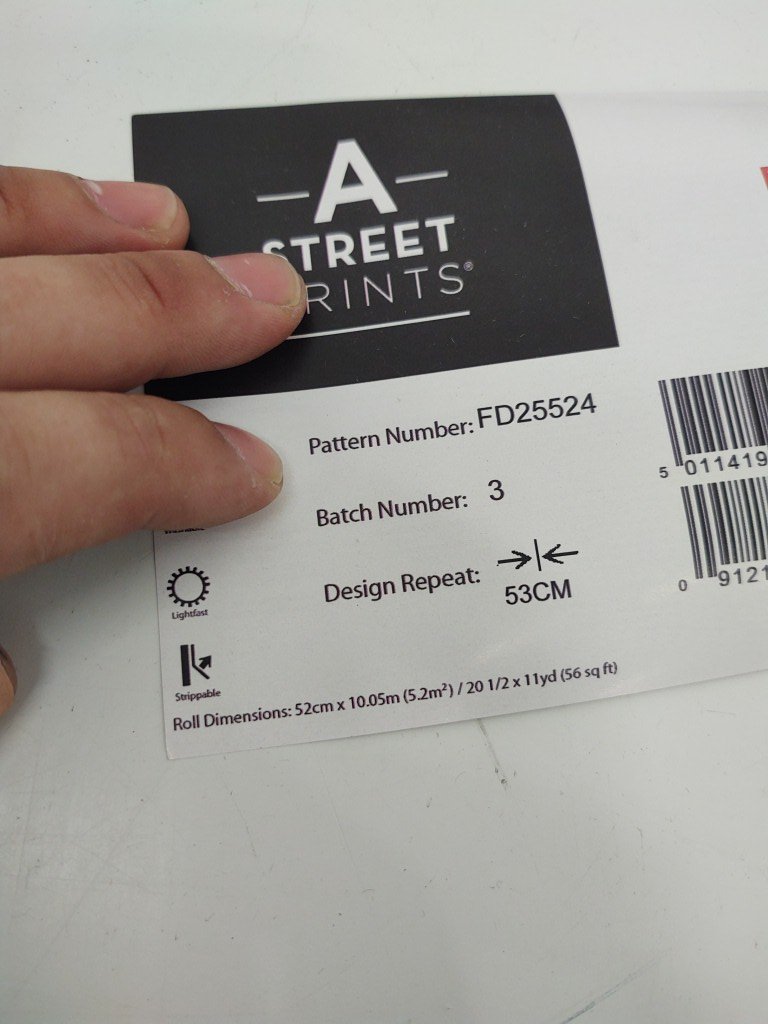 A
STREET
PRINTS®
Pattern Number: FD25524
Batch Number: 3
Design Repeat: 53CM
Lightfast
Strippable
Roll Dimensions: 52cm x 10.05m (5.2m²) / 20 1/2 x 11yd (56 sq ft)
5 011419
0 9121